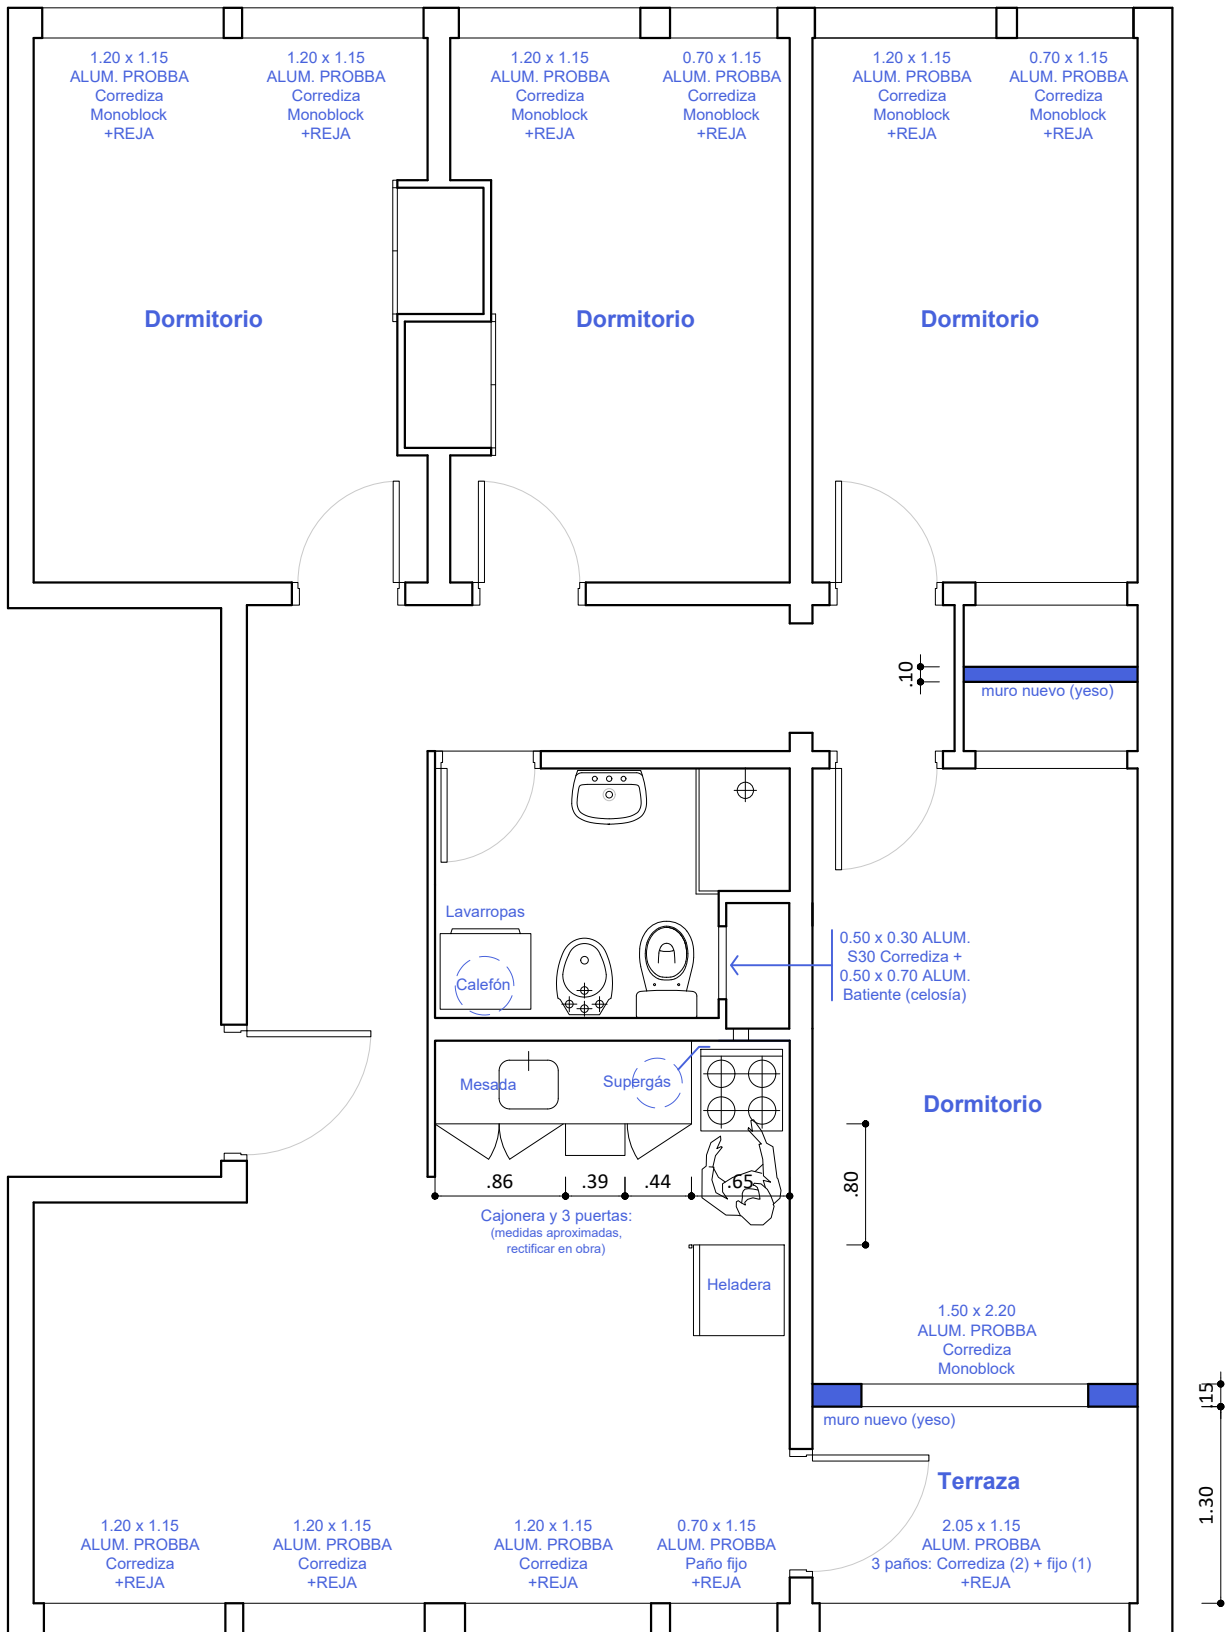 1.20 x 1.15
ALUM. PROBBA
Corrediza
Monoblock
+REJA
1.20 x 1.15
ALUM. PROBBA
Corrediza
Monoblock
+REJA
1.20 x 1.15
ALUM. PROBBA
Corrediza
Monoblock
+REJA
0.70 x 1.15
ALUM. PROBBA
Corrediza
Monoblock
+REJA
1.20 x 1.15
ALUM. PROBBA
Corrediza
Monoblock
+REJA
0.70 x 1.15
ALUM. PROBBA
Corrediza
Monoblock
+REJA
Dormitorio
Dormitorio
Dormitorio
.10
muro nuevo (yeso)
Lavarropas
Calefón
0.50 x 0.30 ALUM.
S30 Corrediza +
0.50 x 0.70 ALUM.
Batiente (celosía)
Mesada
Supergás
Dormitorio
.86
.39
.44
.65
.80
Cajonera y 3 puertas:
(medidas aproximadas,
rectificar en obra)
Heladera
1.50 x 2.20
ALUM. PROBBA
Corrediza
Monoblock
.15
muro nuevo (yeso)
Terraza
1.30
1.20 x 1.15
ALUM. PROBBA
Corrediza
+REJA
1.20 x 1.15
ALUM. PROBBA
Corrediza
+REJA
1.20 x 1.15
ALUM. PROBBA
Corrediza
+REJA
0.70 x 1.15
ALUM. PROBBA
Paño fijo
+REJA
2.05 x 1.15
ALUM. PROBBA
3 paños: Corrediza (2) + fijo (1)
+REJA